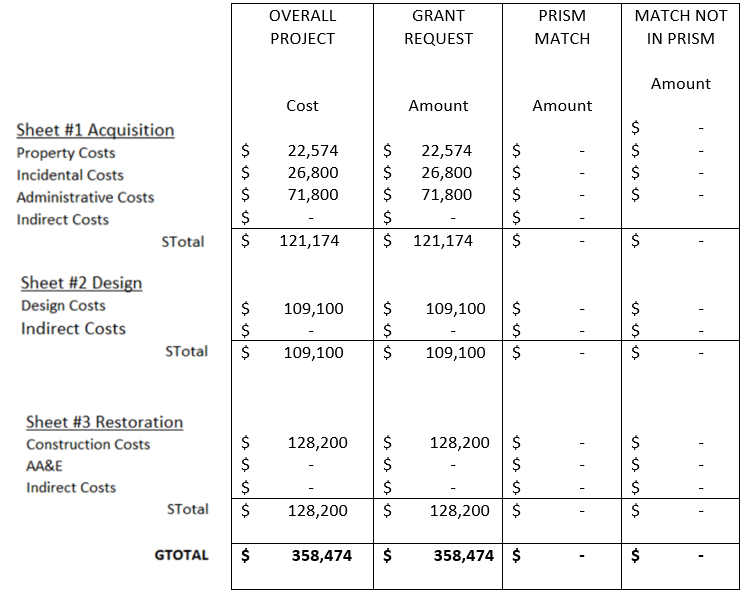 OVERALL GRANT PRISM MATCH NOT
PROJECT REQUEST MATCH IN PRISM
Amount
Cost Amount Amount
Sheet #1 Acquisition $ -
Property Costs $ 22,574 $ 22,574 $ - $ -
Incidental Costs $ 26,800 $ 26,800 $ - $ -
Administrative Costs $ 71,800 $ 71,800 $ - $ -
Indirect Costs $ - $ - $ -
STotal $ 121,174 $ 121,174 $ - $ -
Sheet #2 Design
Design Costs $ 109,100 $ 109,100 $ - $ -
Indirect Costs $ - $ - $ - $ -
STotal $ 109,100 $ 109,100 $ - $ -
Sheet #3 Restoration
Construction Costs $ 128,200 $ 128,200 $ - $ -
AA&E $ - $ - $ - $ -
Indirect Costs $ - $ - $ - $ -
STotal $ 128,200 $ 128,200 $ - $ -
GTOTAL $ 358,474 $ 358,474 $ - $ -